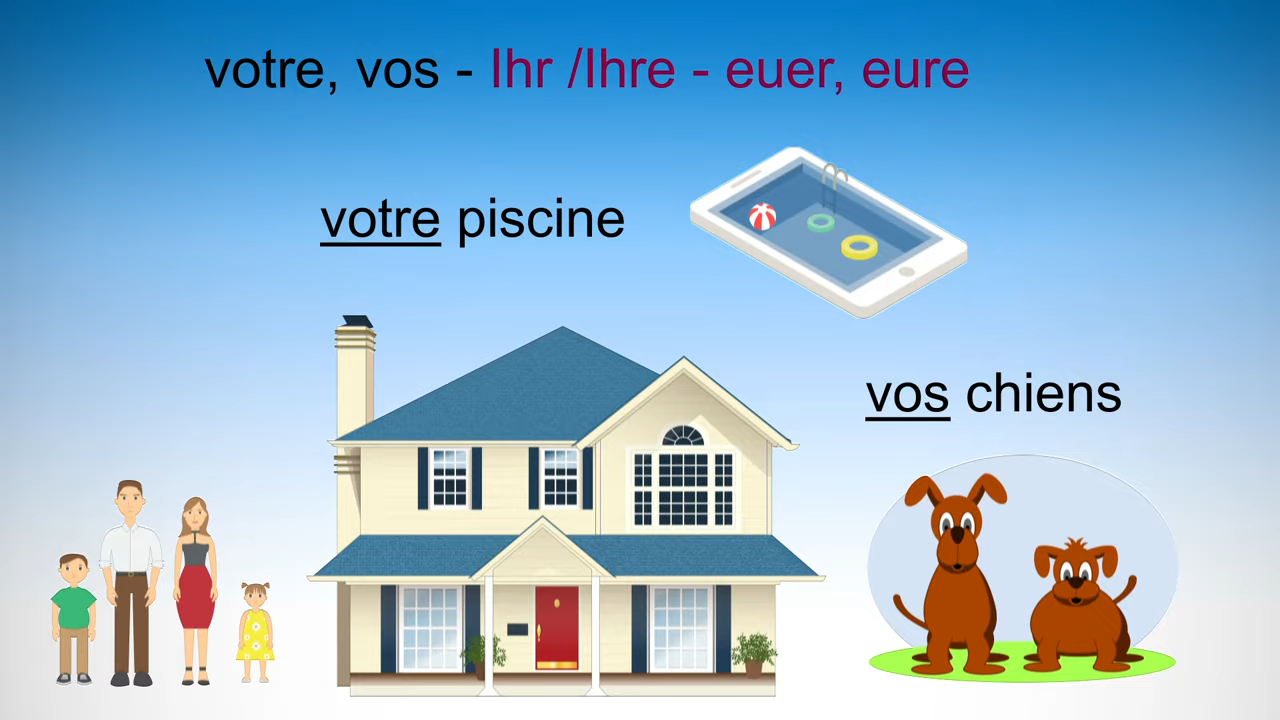 votre, vos - Ihr /Ihre - euer, eure
votre piscine
vos chiens